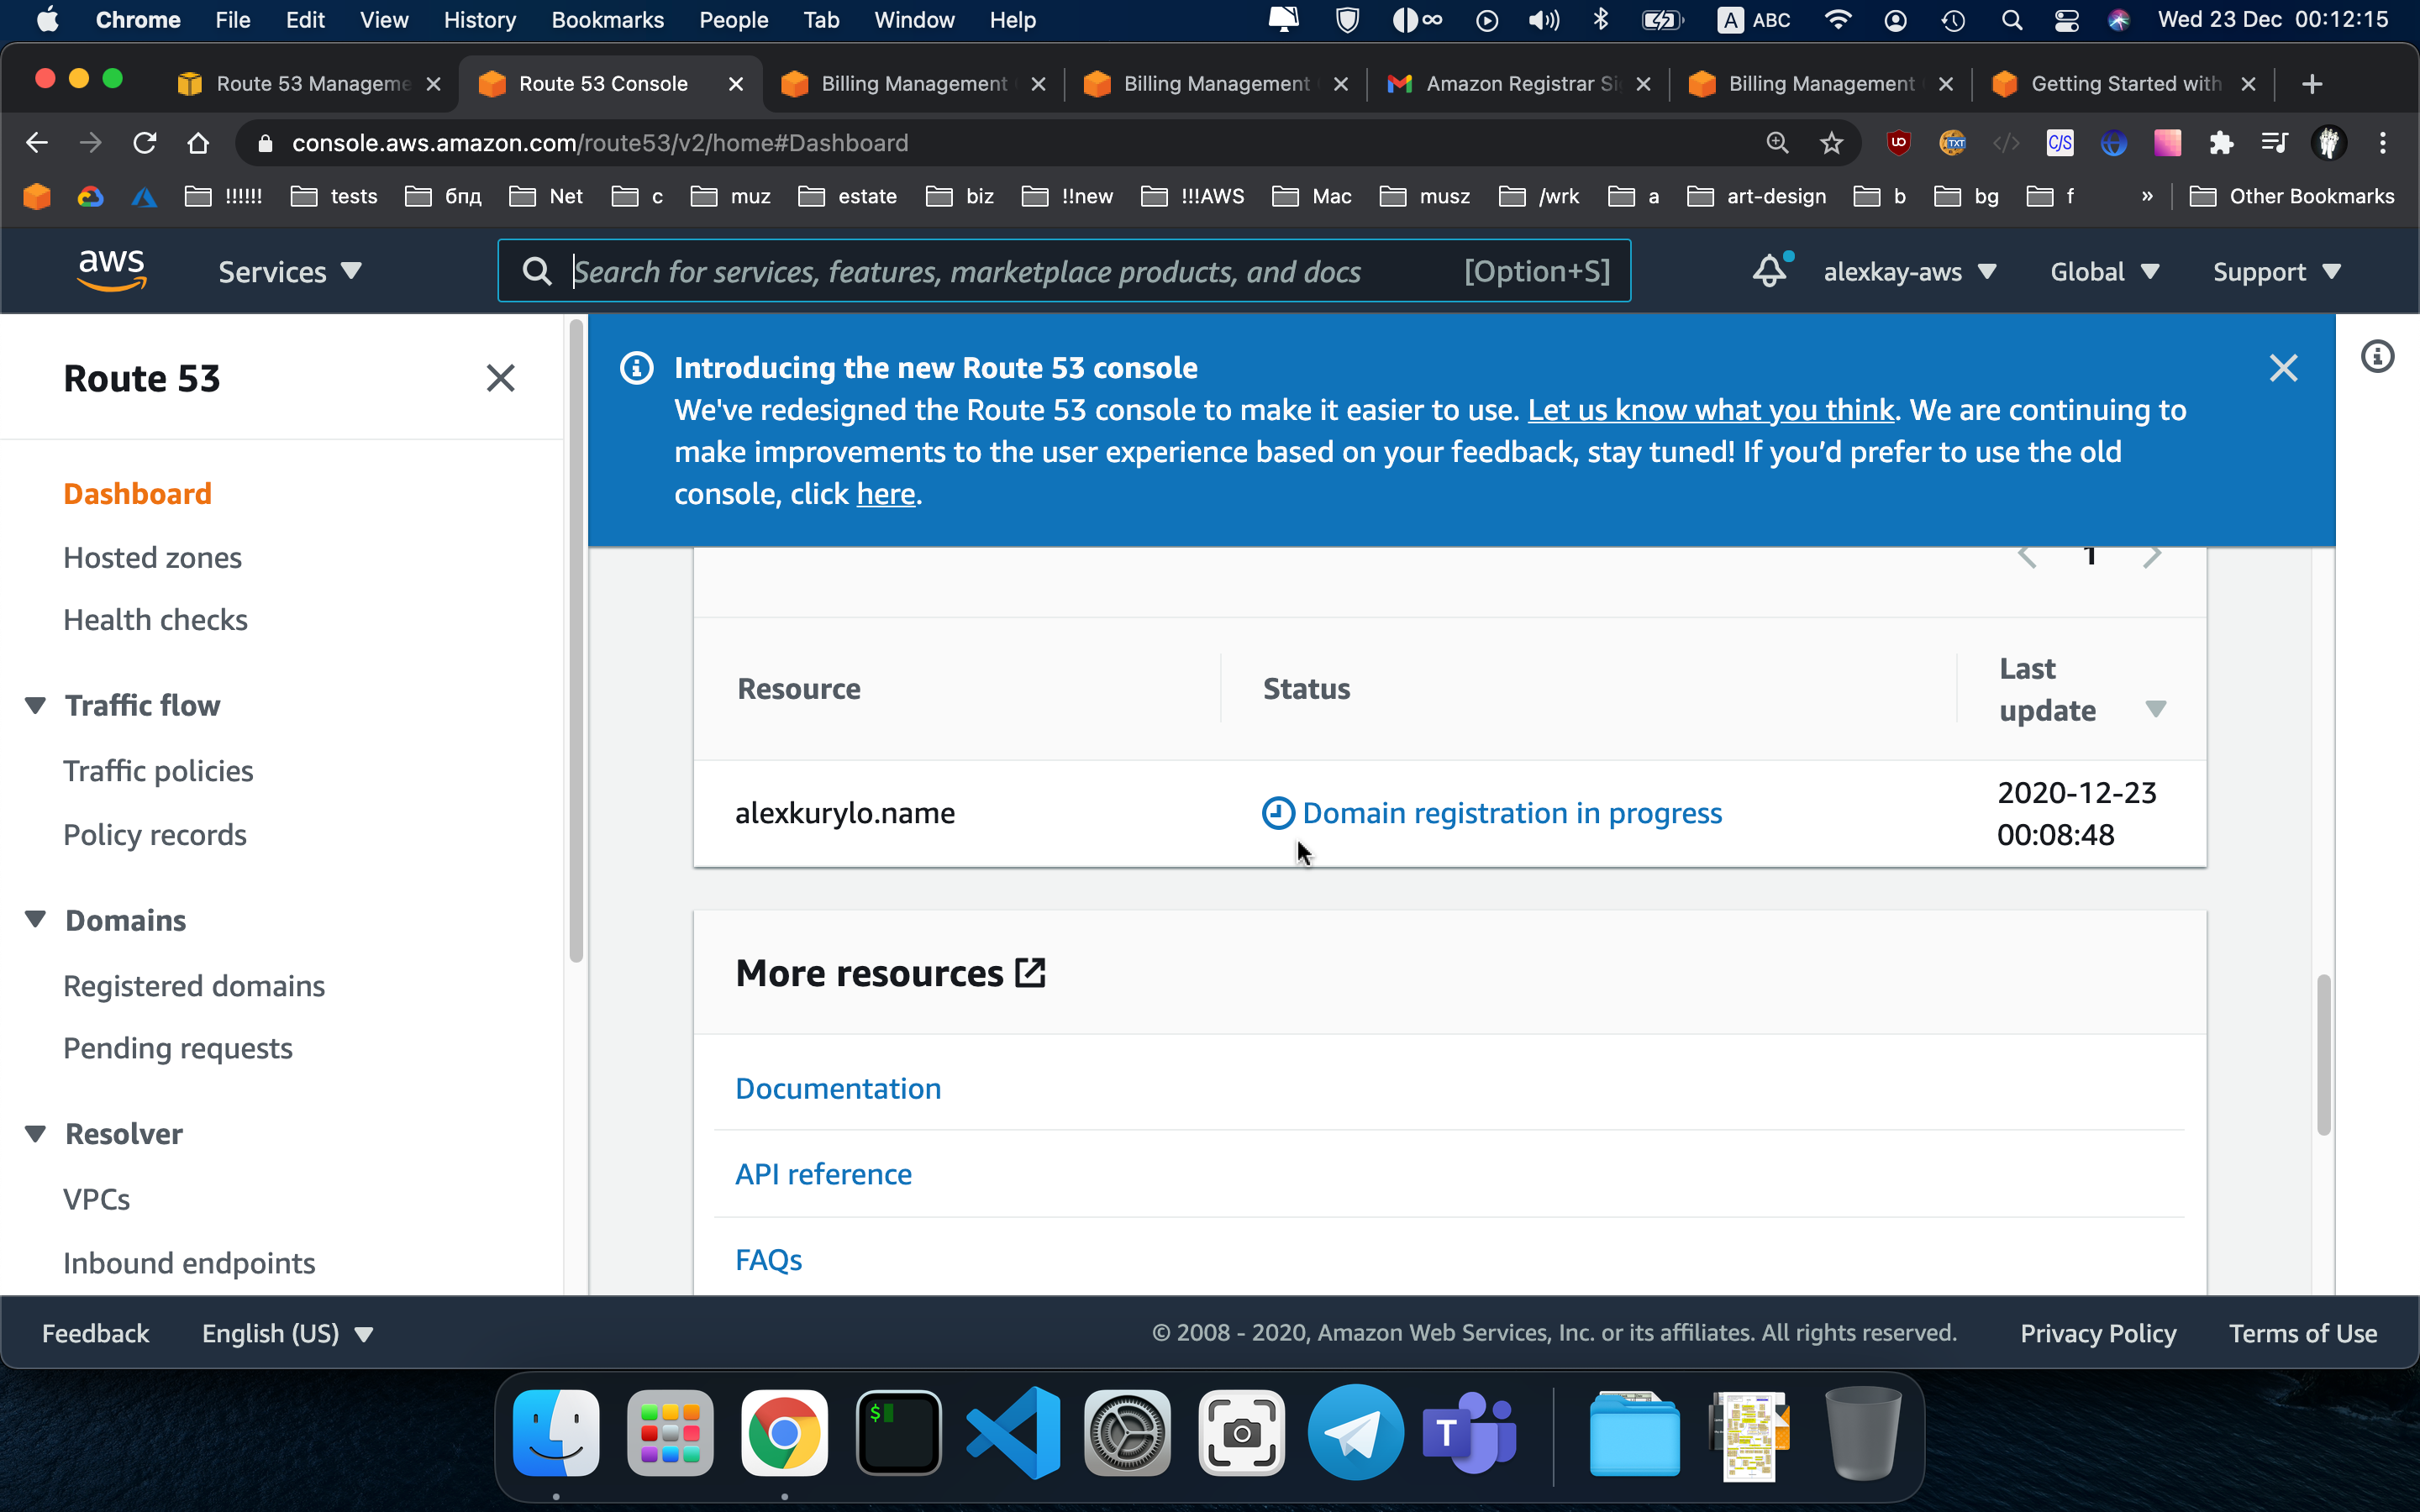 Chrome File Edit View History Bookmarks People Tab Window Help A ABC Wed 23 Dec 00:12:15
Route 53 Manageme Route 53 Console Billing Management Billing Management Amazon Registrar Si Billing Management Getting Started with
console.aws.amazon.com/route53/v2/home#Dashboard
!!!!!! tests бпд Net c muz estate biz !!new !!!AWS Mac musz /wrk a art-design b bg f » Other Bookmarks
aws Services Search for services, features, marketplace products, and docs [Option+S] alexkay-aws Global Support
Route 53
Dashboard
Hosted zones
Health checks
Traffic flow
Traffic policies
Policy records
Domains
Registered domains
Pending requests
Resolver
VPCs
Inbound endpoints
Introducing the new Route 53 console
We've redesigned the Route 53 console to make it easier to use. Let us know what you think. We are continuing to
make improvements to the user experience based on your feedback, stay tuned! If you’d prefer to use the old
console, click here.
1
Resource Status Last
update
alexkurylo.name Domain registration in progress 2020-12-23
00:08:48
More resources
Documentation
API reference
FAQs
Feedback English (US) © 2008 - 2020, Amazon Web Services, Inc. or its affiliates. All rights reserved. Privacy Policy Terms of Use